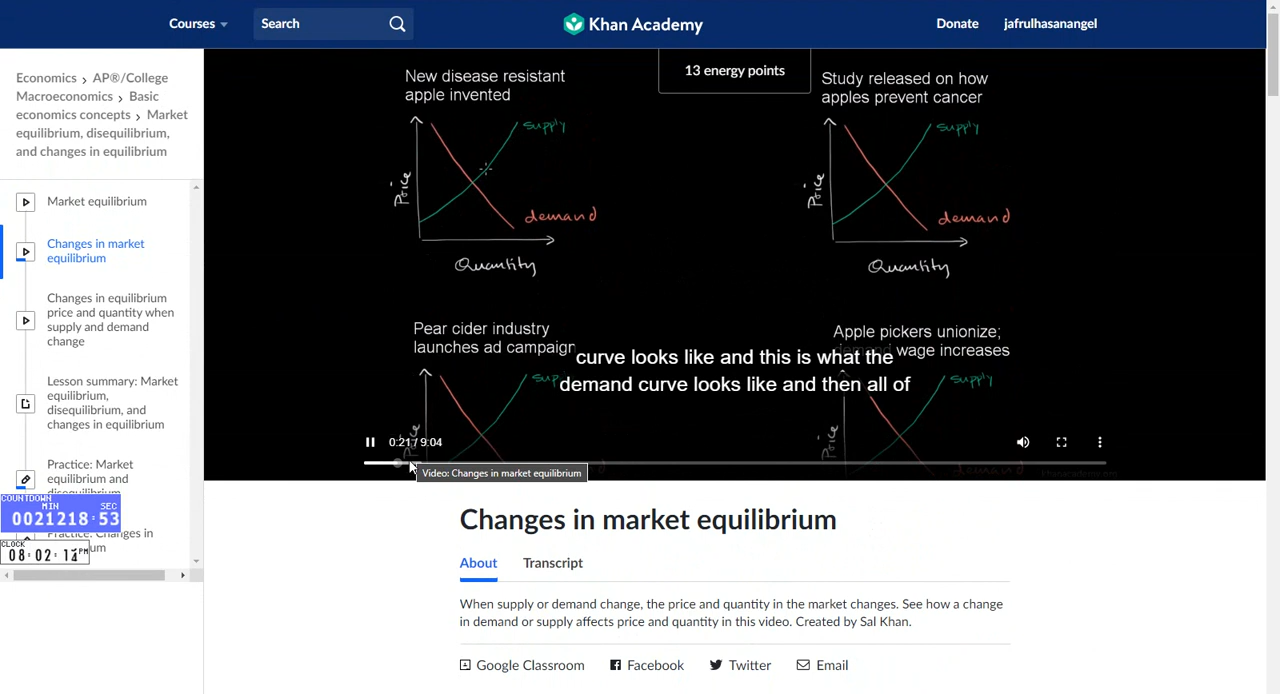 Courses
Search
Khan Academy
Donate
jafrulhasanangel
Economics > AP®/College
Macroeconomics > Basic
economics concepts > Market
equilibrium, disequilibrium,
and changes in equilibrium
Market equilibrium
Changes in market
equilibrium
Changes in equilibrium
price and quantity when
supply and demand
change
Lesson summary: Market
equilibrium,
disequilibrium, and
changes in equilibrium
Practice: Market
equilibrium and
COUNTDOWN
MIN SEC
0021218:53
Practice: Changes in
CLOCK
PM
13 energy points
New disease resistant
apple invented
supply
Price
demand
Quantity
Study released on how
apples prevent cancer
supply
Price
demand
Quantity
Pear cider industry
launches ad campaign
Price
Apple pickers unionize;
wage increases
supply
Price
curve looks like and this is what the
demand curve looks like and then all of
0:21 / 9:04
Video: Changes in market equilibrium
Changes in market equilibrium
About
Transcript
When supply or demand change, the price and quantity in the market changes. See how a change
in demand or supply affects price and quantity in this video. Created by Sal Khan.
Google Classroom
Facebook
Twitter
Email